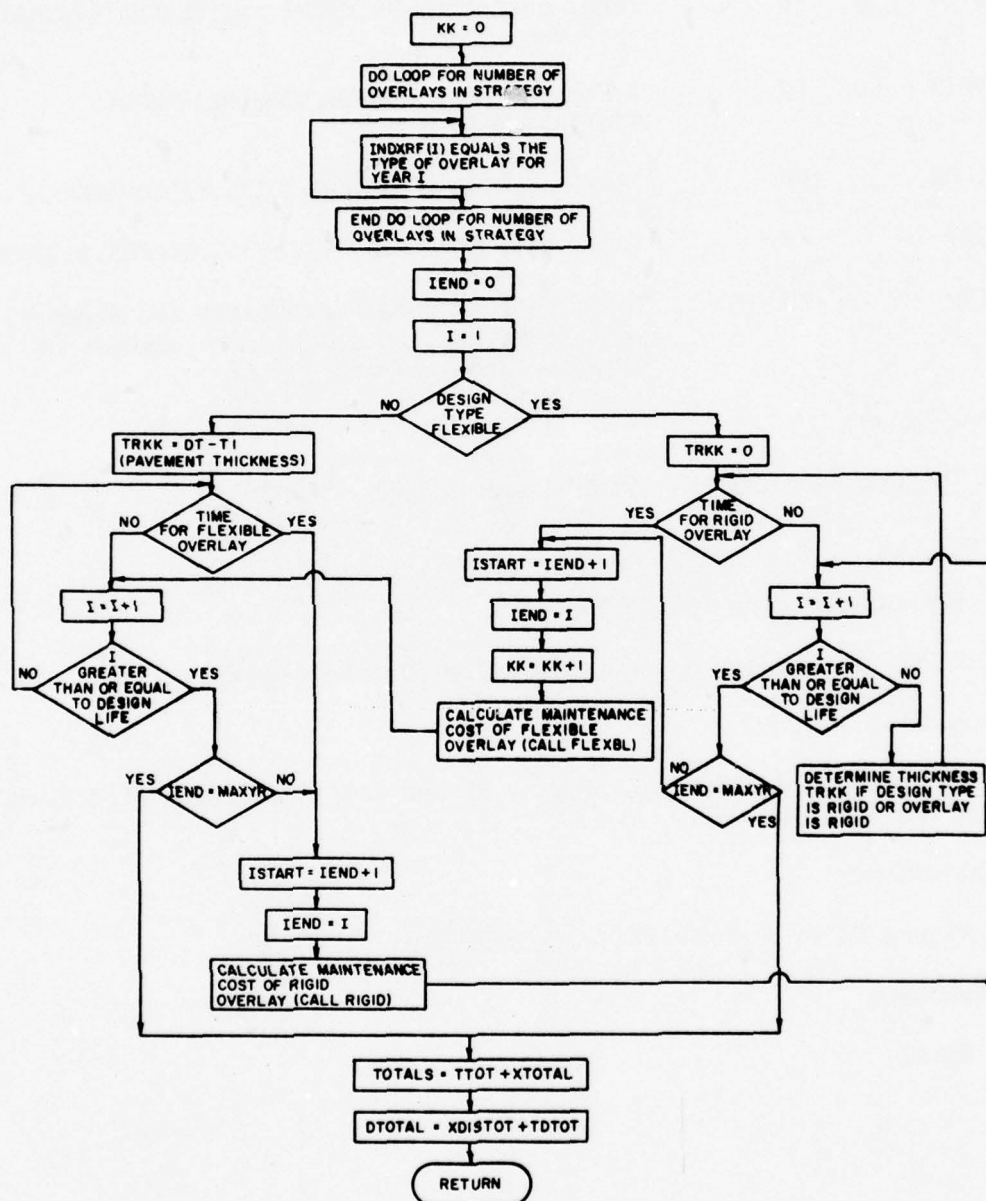 KK = 0
DO LOOP FOR NUMBER OF
OVERLAYS IN STRATEGY
INDXRF(I) EQUALS THE
TYPE OF OVERLAY FOR
YEAR I
END DO LOOP FOR NUMBER OF
OVERLAYS IN STRATEGY
IEND = 0
I = 1
DESIGN
TYPE
FLEXIBLE
NO
YES
TRKK = DT-T1
(PAVEMENT THICKNESS)
TIME
FOR FLEXIBLE
OVERLAY
NO
YES
I = I+1
I
GREATER
THAN OR EQUAL
TO DESIGN
LIFE
NO
YES
IEND = MAXYR
YES
NO
ISTART = IEND+1
IEND = I
CALCULATE MAINTENANCE
COST OF RIGID
OVERLAY (CALL RIGID)
TRKK = 0
TIME
FOR RIGID
OVERLAY
YES
NO
ISTART = IEND+1
IEND = I
KK = KK+1
CALCULATE MAINTENANCE
COST OF FLEXIBLE
OVERLAY (CALL FLEXBL)
I = I+1
I
GREATER
THAN OR EQUAL
TO DESIGN
LIFE
YES
NO
DETERMINE THICKNESS
TRKK IF DESIGN TYPE
IS RIGID OR OVERLAY
IS RIGID
IEND = MAXYR
NO
YES
TOTALS = TTOT +XTOTAL
DTOTAL = XDISTOT+TDTOT
RETURN